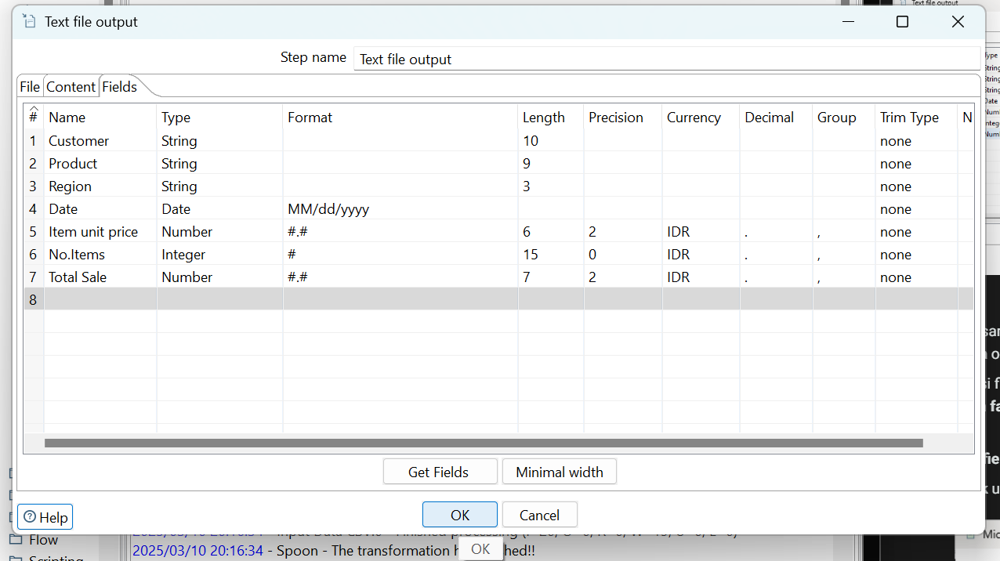 Text file output
Text file output
Step name Text file output
File Content Fields
# Name Type Format Length Precision Currency Decimal Group Trim Type N
1 Customer String 10 none
2 Product String 9 none
3 Region String 3 none
4 Date Date MM/dd/yyyy none
5 Item unit price Number #.# 6 2 IDR . , none
6 No.Items Integer # 15 0 IDR . , none
7 Total Sale Number #.# 7 2 IDR . , none
8
Get Fields Minimal width
OK Cancel
Help
Flow
2025/03/10 20:16:34 - Spoon - The transformation h
hed!!
OK
Scripting